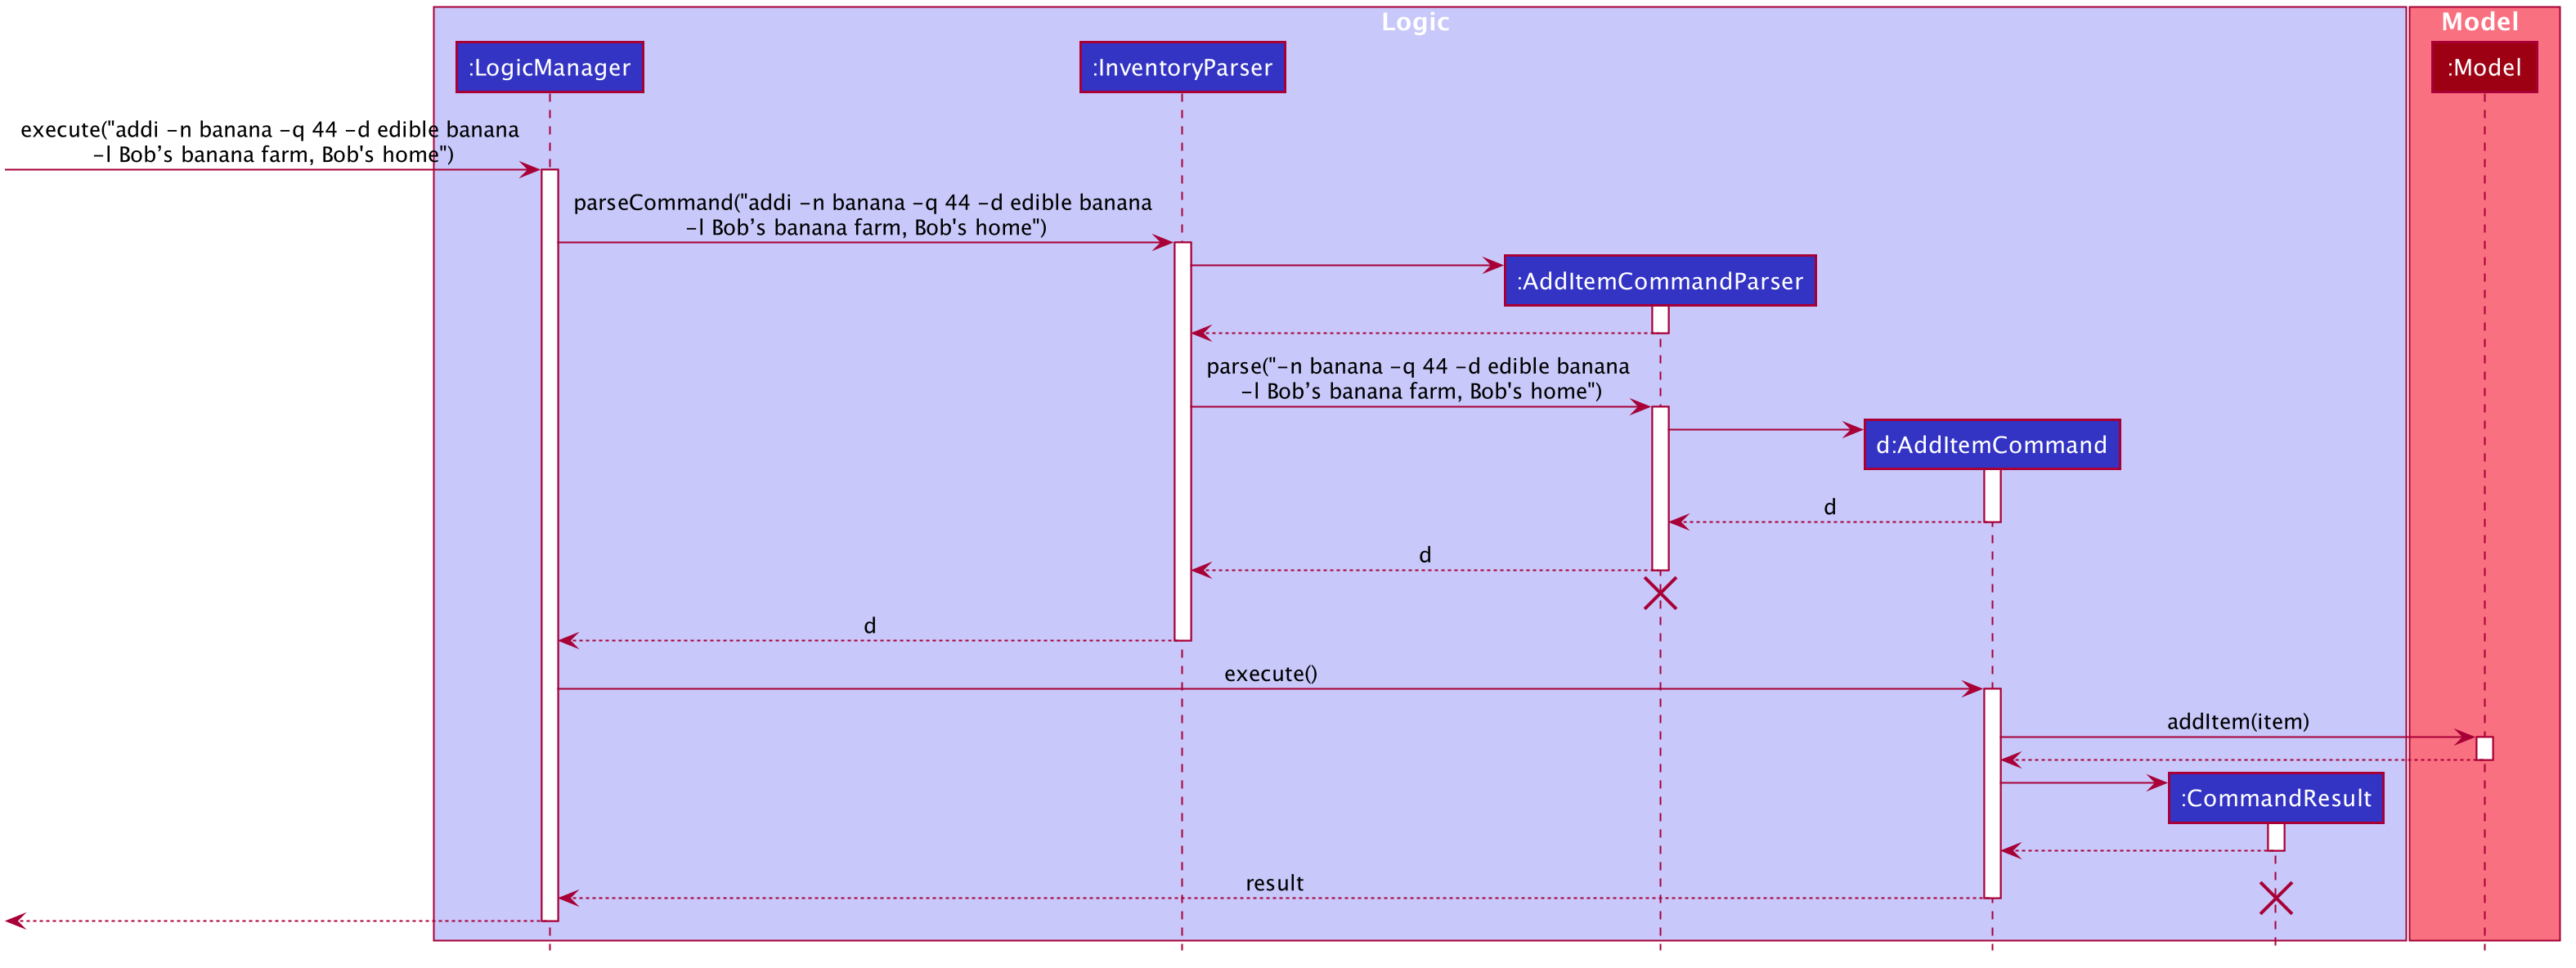 Logic
Model
:LogicManager
:InventoryParser
:Model
execute("addi -n banana -q 44 -d edible banana
-l Bob’s banana farm, Bob's home")
parseCommand("addi -n banana -q 44 -d edible banana
-l Bob’s banana farm, Bob's home")
:AddItemCommandParser
parse("-n banana -q 44 -d edible banana
-l Bob’s banana farm, Bob's home")
d:AddItemCommand
d
d
d
execute()
addItem(item)
:CommandResult
result